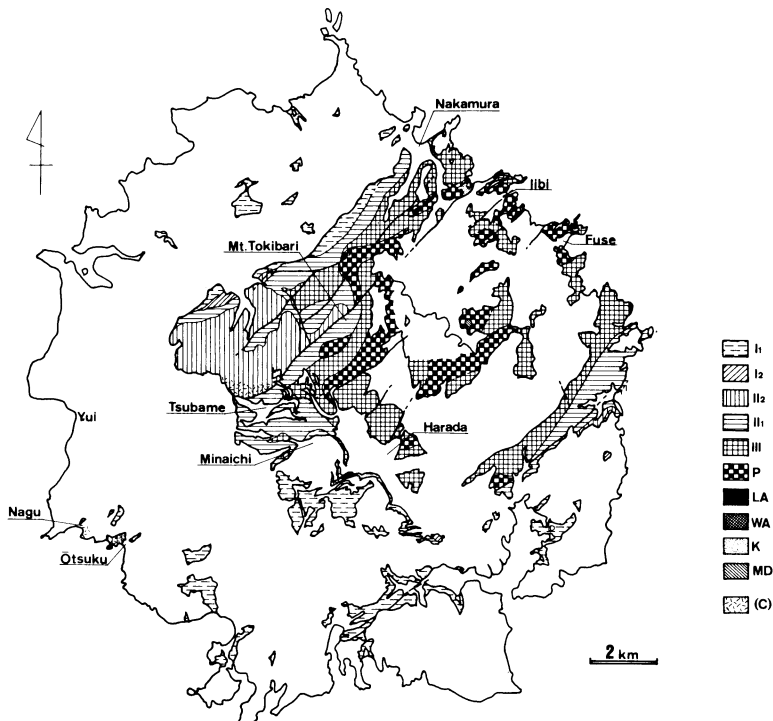 Nakamura
Iibi
Fuse
Mt. Tokibari
Yui
Tsubame
Minaichi
Harada
Nagu
Ōtsuku
I₁
I₂
II₂
II₁
III
P
LA
WA
K
MD
(C)
2 km